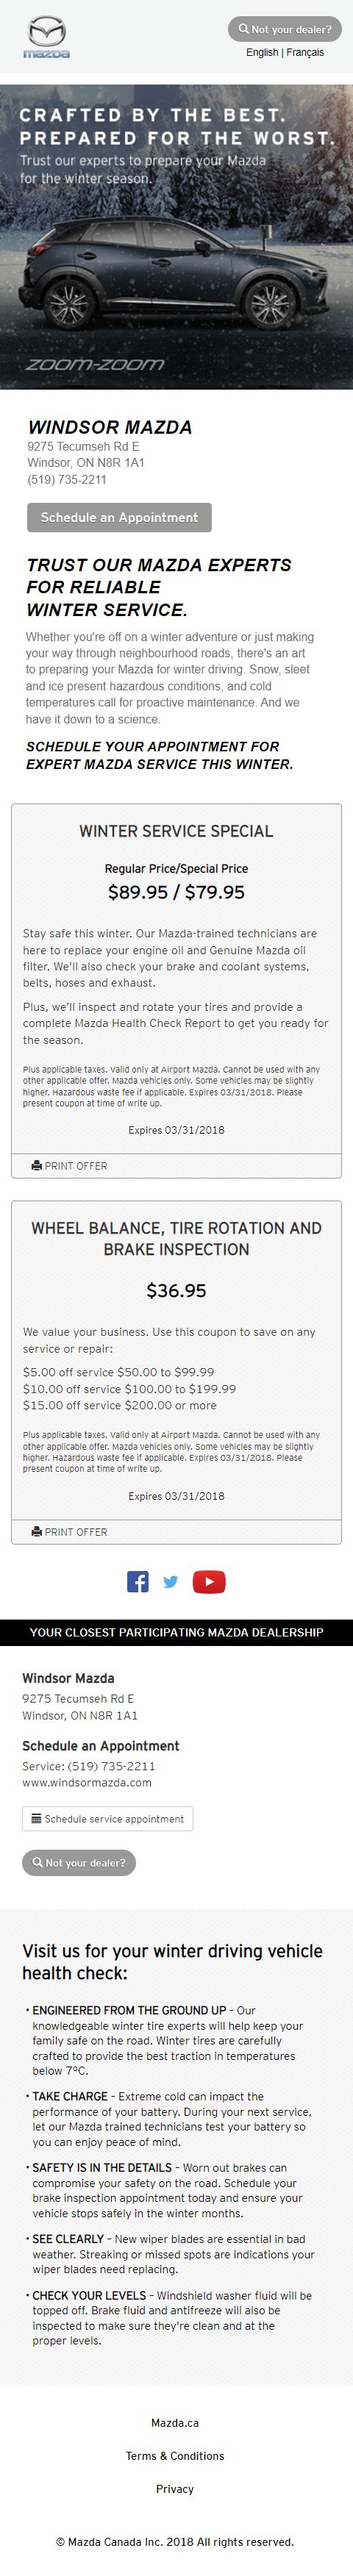 mazda
Not your dealer?
English | Français
CRAFTED BY THE BEST.
PREPARED FOR THE WORST.
Trust our experts to prepare your Mazda
for the winter season.
ZOOM-ZOOM
WINDSOR MAZDA
9275 Tecumseh Rd E
Windsor, ON N8R 1A1
(519) 735-2211
Schedule an Appointment
TRUST OUR MAZDA EXPERTS
FOR RELIABLE
WINTER SERVICE.
Whether you're off on a winter adventure or just making
your way through neighbourhood roads, there's an art
to preparing your Mazda for winter driving. Snow, sleet
and ice present hazardous conditions, and cold
temperatures call for proactive maintenance. And we
have it down to a science.
SCHEDULE YOUR APPOINTMENT FOR
EXPERT MAZDA SERVICE THIS WINTER.
WINTER SERVICE SPECIAL
Regular Price/Special Price
$89.95 / $79.95
Stay safe this winter. Our Mazda-trained technicians are
here to replace your engine oil and Genuine Mazda oil
filter. We'll also check your brake and coolant systems,
belts, hoses and exhaust.
Plus, we'll inspect and rotate your tires and provide a
complete Mazda Health Check Report to get you ready for
the season.
Plus applicable taxes. Valid only at Airport Mazda. Cannot be used with any
other applicable offer. Mazda vehicles only. Some vehicles may be slightly
higher. Hazardous waste fee if applicable. Expires 03/31/2018. Please
present coupon at time of write up.
Expires 03/31/2018
PRINT OFFER
WHEEL BALANCE, TIRE ROTATION AND
BRAKE INSPECTION
$36.95
We value your business. Use this coupon to save on any
service or repair:
$5.00 off service $50.00 to $99.99
$10.00 off service $100.00 to $199.99
$15.00 off service $200.00 or more
Plus applicable taxes. Valid only at Airport Mazda. Cannot be used with any
other applicable offer. Mazda vehicles only. Some vehicles may be slightly
higher. Hazardous waste fee if applicable. Expires 03/31/2018. Please
present coupon at time of write up.
Expires 03/31/2018
PRINT OFFER
YOUR CLOSEST PARTICIPATING MAZDA DEALERSHIP
Windsor Mazda
9275 Tecumseh Rd E
Windsor, ON N8R 1A1
Schedule an Appointment
Service: (519) 735-2211
www.windsormazda.com
Schedule service appointment
Not your dealer?
Visit us for your winter driving vehicle
health check:
• ENGINEERED FROM THE GROUND UP – Our
knowledgeable winter tire experts will help keep your
family safe on the road. Winter tires are carefully
crafted to provide the best traction in temperatures
below 7°C.
• TAKE CHARGE – Extreme cold can impact the
performance of your battery. During your next service,
let our Mazda trained technicians test your battery so
you can enjoy peace of mind.
• SAFETY IS IN THE DETAILS – Worn out brakes can
compromise your safety on the road. Schedule your
brake inspection appointment today and ensure your
vehicle stops safely in the winter months.
• SEE CLEARLY – New wiper blades are essential in bad
weather. Streaking or missed spots are indications your
wiper blades need replacing.
• CHECK YOUR LEVELS – Windshield washer fluid will be
topped off. Brake fluid and antifreeze will also be
inspected to make sure they're clean and at the
proper levels.
Mazda.ca
Terms & Conditions
Privacy
© Mazda Canada Inc. 2018 All rights reserved.